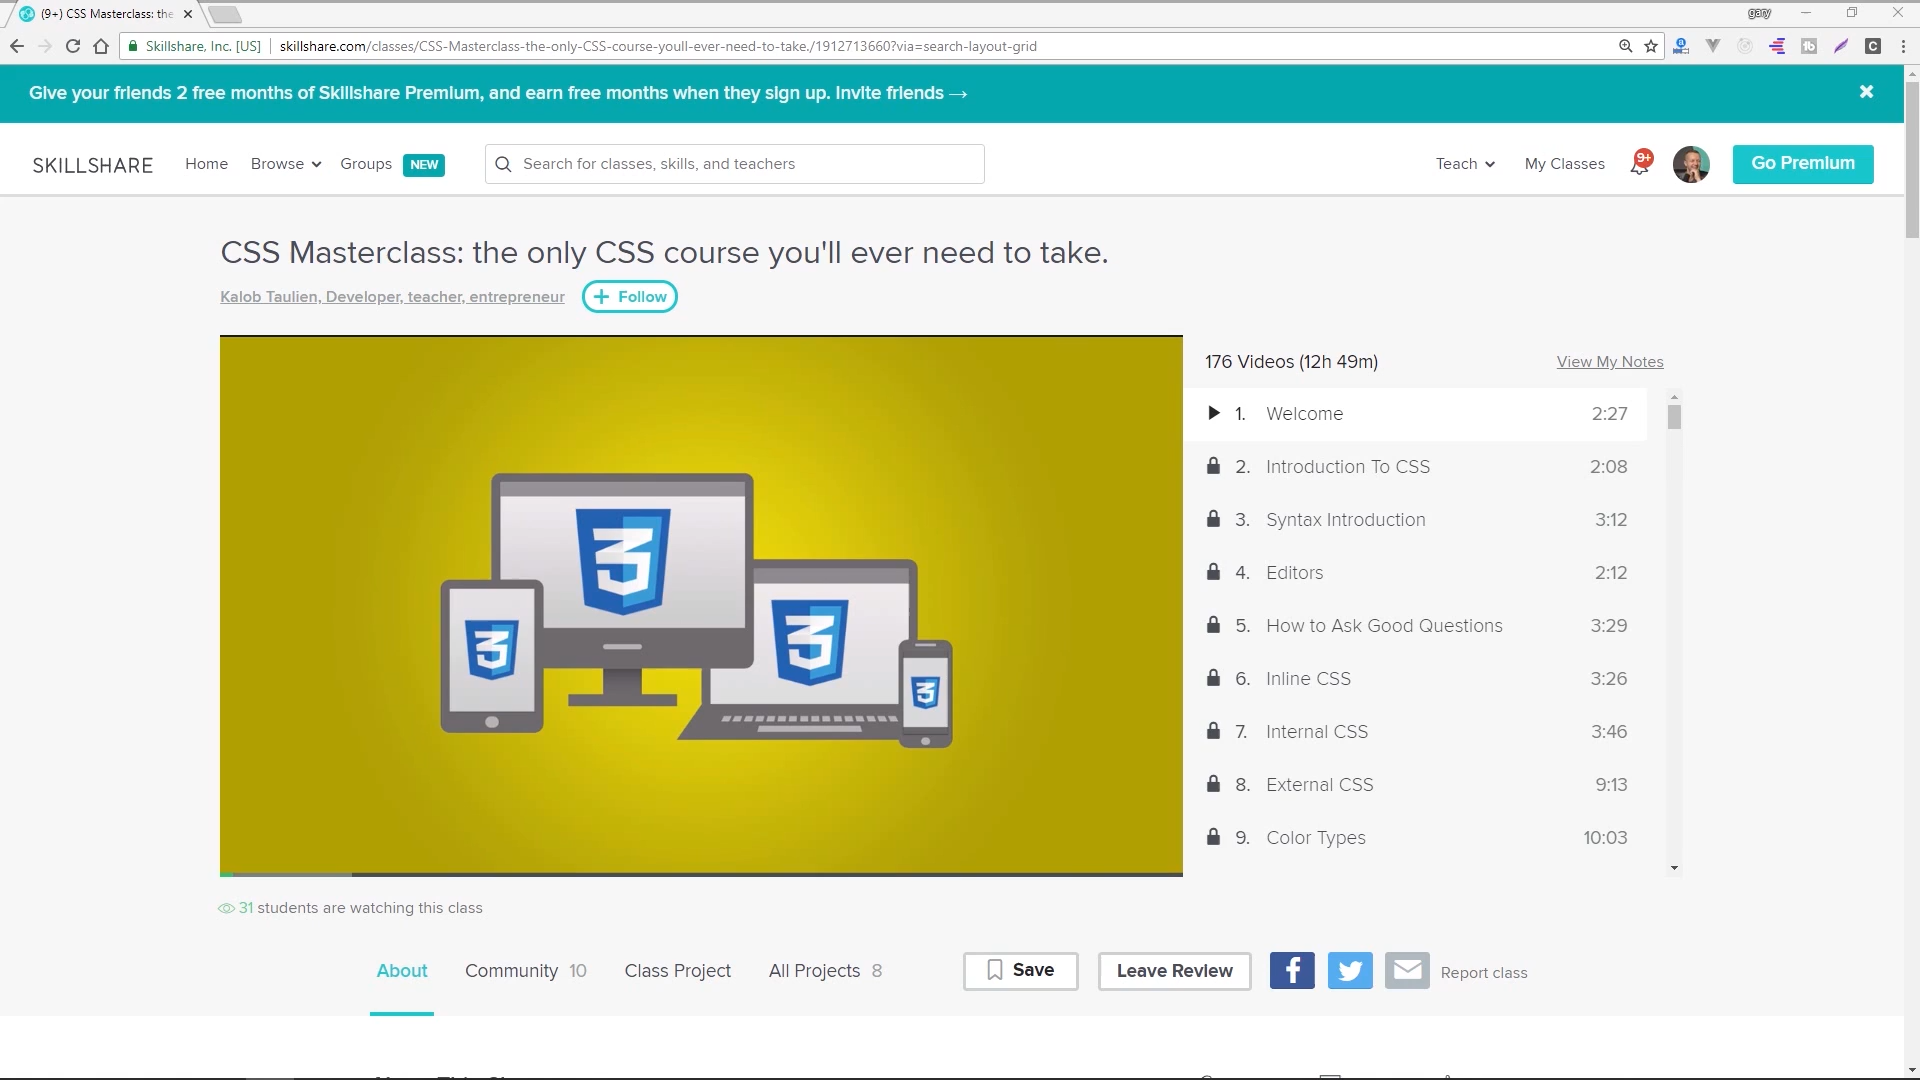 (9+) CSS Masterclass: the
gary
Skillshare, Inc. [US]
skillshare.com/classes/CSS-Masterclass-the-only-CSS-course-youll-ever-need-to-take./1912713660?via=search-layout-grid
Give your friends 2 free months of Skillshare Premium, and earn free months when they sign up. Invite friends →
SKILLSHARE
Home
Browse
Groups
NEW
Search for classes, skills, and teachers
Teach
My Classes
9+
Go Premium
CSS Masterclass: the only CSS course you'll ever need to take.
Kalob Taulien, Developer, teacher, entrepreneur
+ Follow
176 Videos (12h 49m)
View My Notes
1. Welcome 2:27
2. Introduction To CSS 2:08
3. Syntax Introduction 3:12
4. Editors 2:12
5. How to Ask Good Questions 3:29
6. Inline CSS 3:26
7. Internal CSS 3:46
8. External CSS 9:13
9. Color Types 10:03
3
3
3
3
31 students are watching this class
About
Community 10
Class Project
All Projects 8
Save
Leave Review
Report class